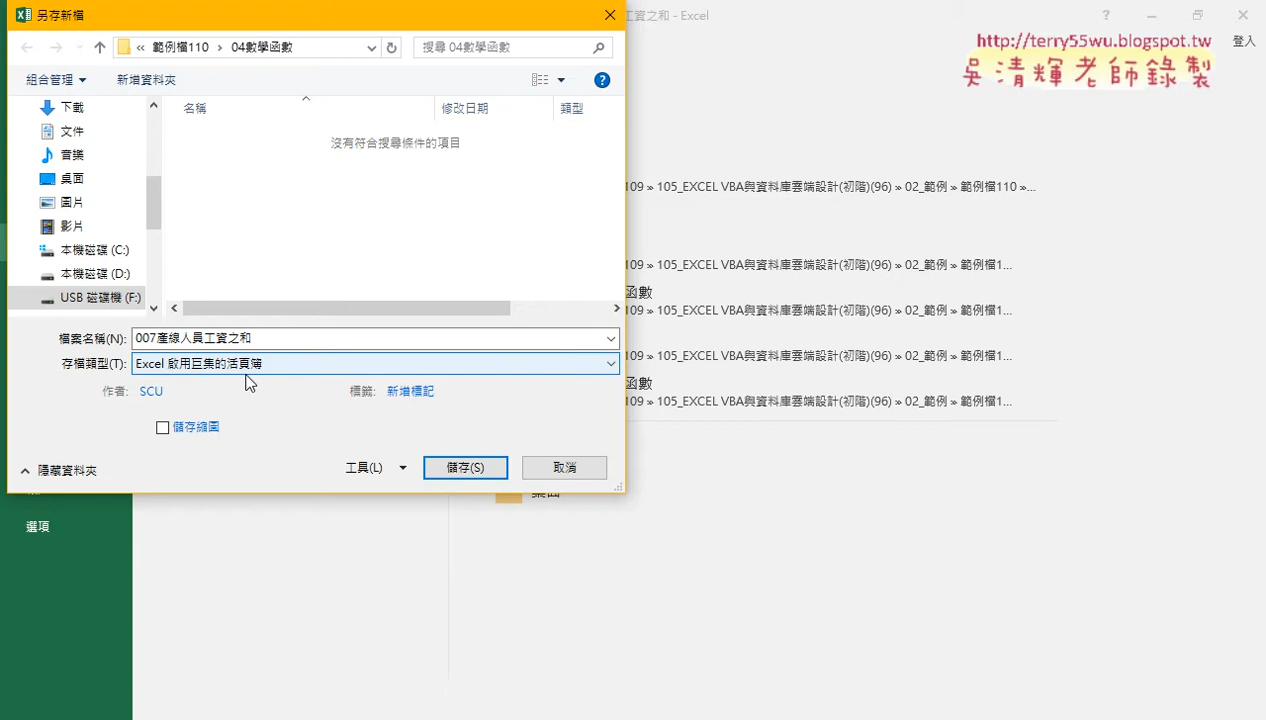 另存新檔
工資之和 - Excel
?
登入
http://terry55wu.blogspot.tw
吳清輝老師錄製
« 範例檔110 › 04數學函數
搜尋 04數學函數
組合管理
新增資料夾
名稱
修改日期
類型
沒有符合搜尋條件的項目
下載
文件
音樂
桌面
圖片
影片
本機磁碟 (C:)
本機磁碟 (D:)
USB 磁碟機 (F:)
109 » 105_EXCEL VBA與資料庫雲端設計(初階)(96) » 02_範例 » 範例檔110 »...
109 » 105_EXCEL VBA與資料庫雲端設計(初階)(96) » 02_範例 » 範例檔1...
函數
109 » 105_EXCEL VBA與資料庫雲端設計(初階)(96) » 02_範例 » 範例檔1...
109 » 105_EXCEL VBA與資料庫雲端設計(初階)(96) » 02_範例 » 範例檔1...
函數
109 » 105_EXCEL VBA與資料庫雲端設計(初階)(96) » 02_範例 » 範例檔1...
檔案名稱(N): 007產線人員工資之和
存檔類型(T): Excel 啟用巨集的活頁簿
作者: SCU
標籤: 新增標記
儲存縮圖
隱藏資料夾
工具(L)
儲存(S)
取消
選項